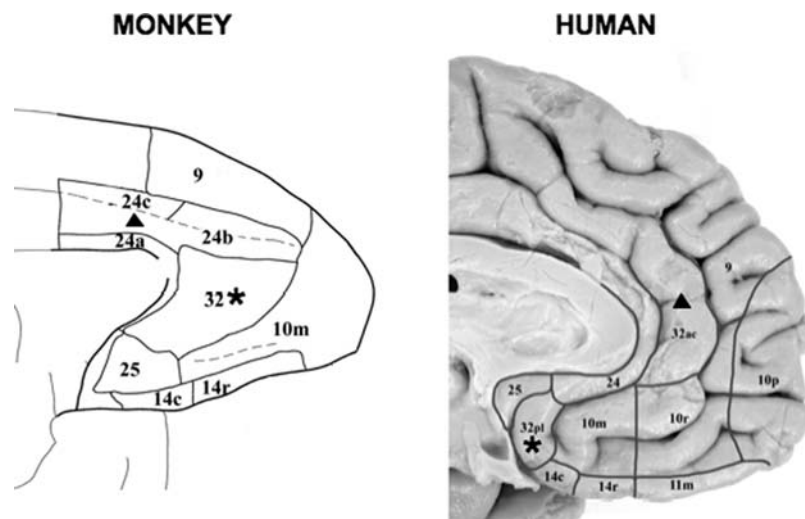 MONKEY
HUMAN
9
24c
24b
24a
32*
10m
25
14r
14c
9
32ac
10p
25
24
32pl
*
10m
10r
14c
14r
11m